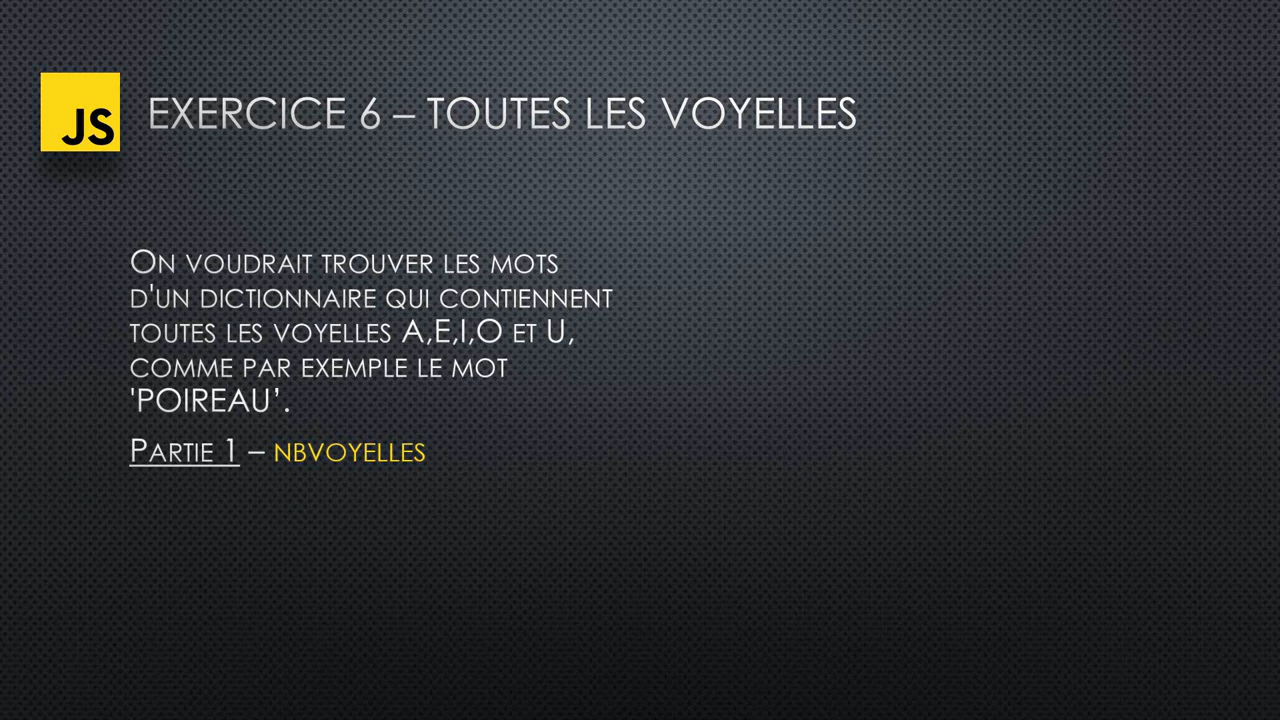 JS
EXERCICE 6 – TOUTES LES VOYELLES
ON VOUDRAIT TROUVER LES MOTS
D'UN DICTIONNAIRE QUI CONTIENNENT
TOUTES LES VOYELLES A,E,I,O ET U,
COMME PAR EXEMPLE LE MOT
'POIREAU’.
PARTIE 1 – NBVOYELLES